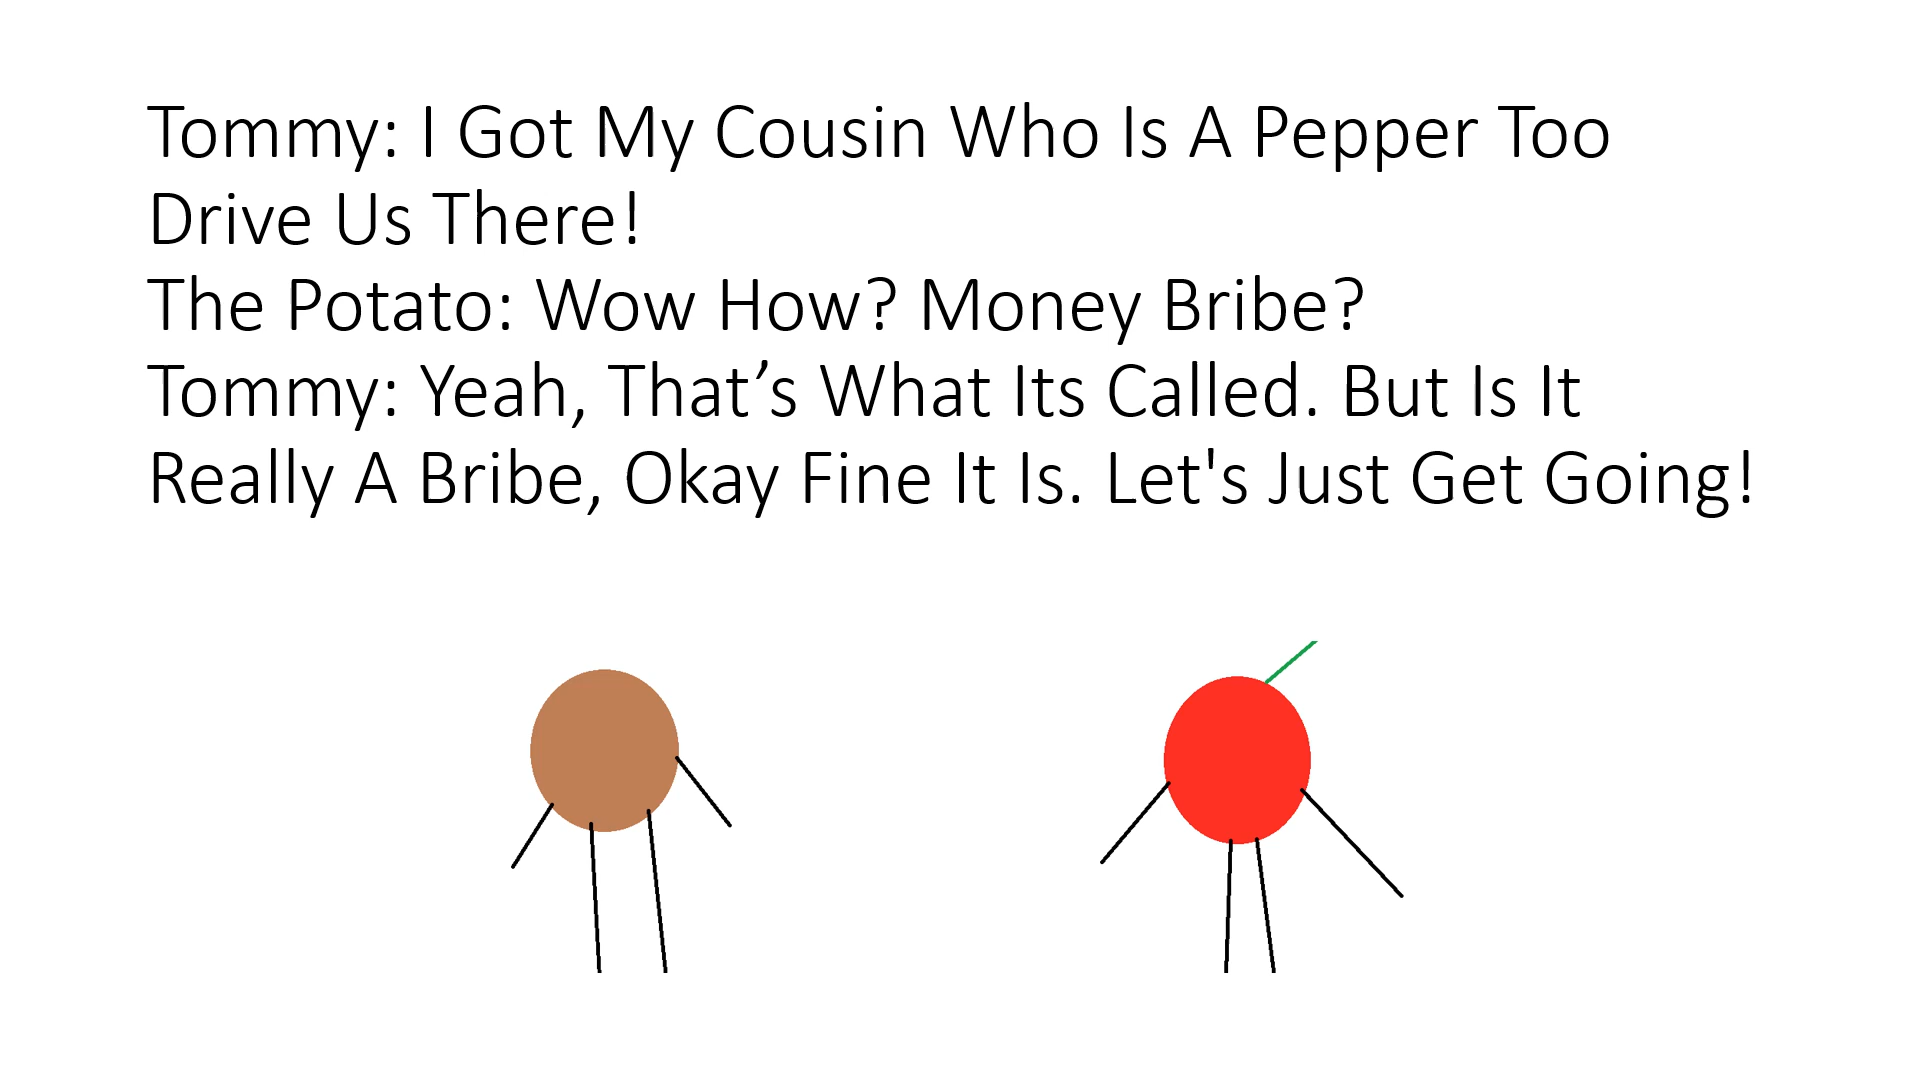 Tommy: I Got My Cousin Who Is A Pepper Too
Drive Us There!
The Potato: Wow How? Money Bribe?
Tommy: Yeah, That’s What Its Called. But Is It
Really A Bribe, Okay Fine It Is. Let's Just Get Going!